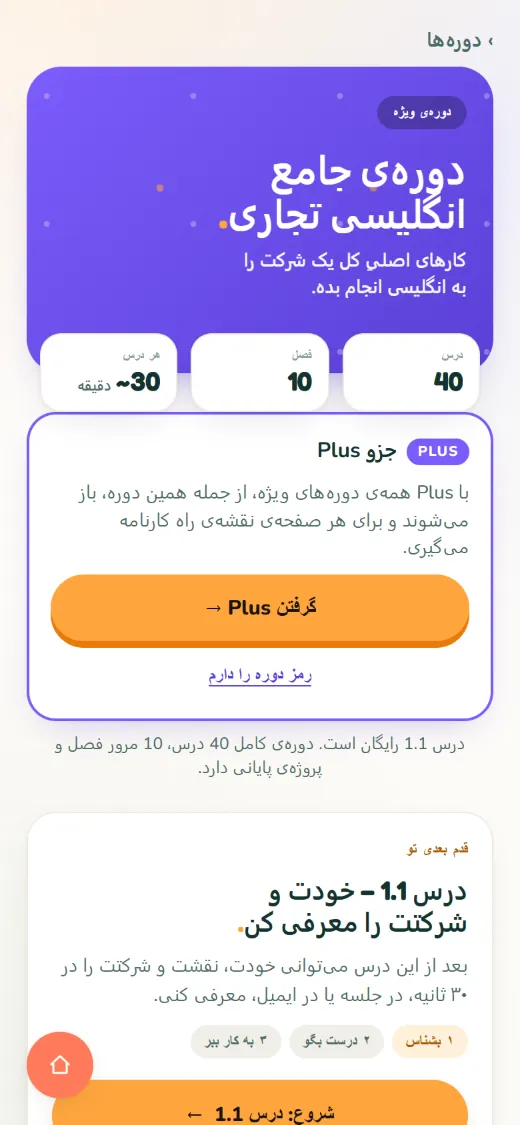 › دوره‌ها
دوره‌ی ویژه
دوره‌ی جامع
انگلیسی تجاری.
کارهای اصلیِ کل یک شرکت را
به انگلیسی انجام بده.
درس
40
فصل
10
هر درس
~30 دقیقه
PLUS جزو Plus
با Plus همه‌ی دوره‌های ویژه، از جمله همین دوره، باز
می‌شوند و برای هر صفحه‌ی نقشه‌ی راه کارنامه
می‌گیری.
گرفتن Plus →
رمز دوره را دارم
درس 1.1 رایگان است. دوره‌ی کامل 40 درس، 10 مرور فصل و
پروژه‌ی پایانی دارد.
قدم بعدی تو
درس 1.1 – خودت و
شرکتت را معرفی کن.
بعد از این درس می‌توانی خودت، نقشت و شرکتت را در
۳۰ ثانیه، در جلسه یا در ایمیل، معرفی کنی.
۱ بشناس
۲ درست بگو
۳ به کار ببر
شروع: درس 1.1 ←